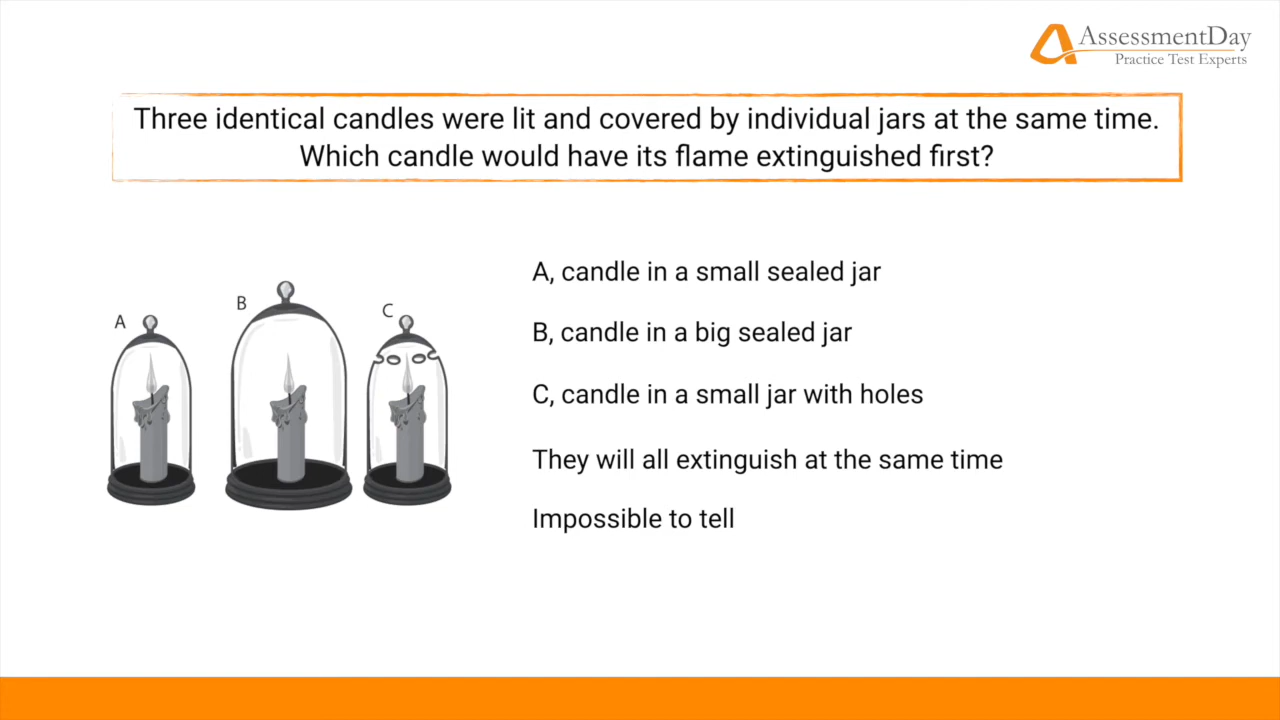 AssessmentDay
Practice Test Experts
Three identical candles were lit and covered by individual jars at the same time.
Which candle would have its flame extinguished first?
A
B
C
A, candle in a small sealed jar
B, candle in a big sealed jar
C, candle in a small jar with holes
They will all extinguish at the same time
Impossible to tell